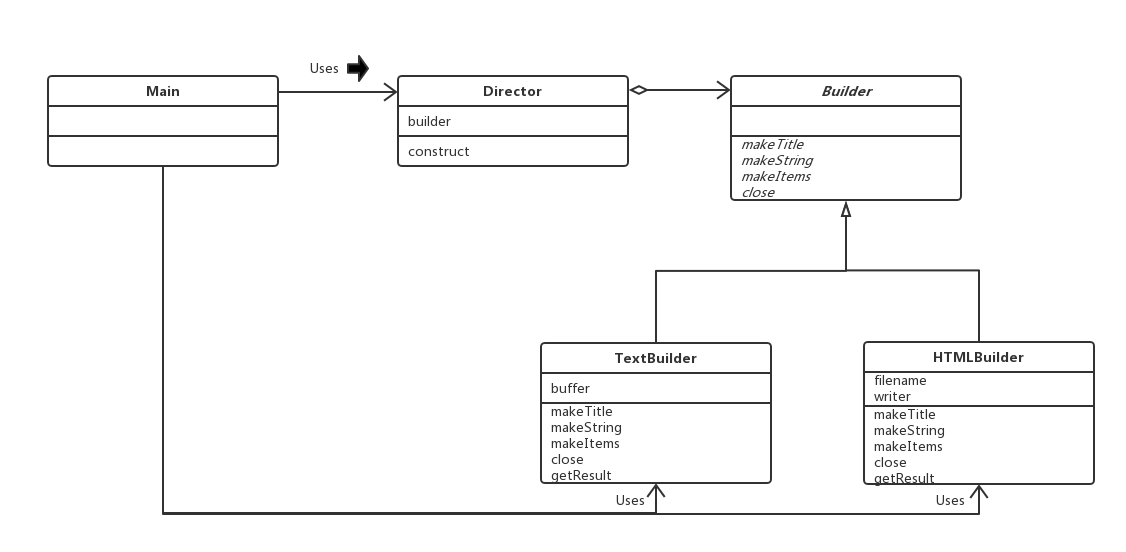 Uses
Main
Director
builder
construct
Builder
makeTitle
makeString
makeItems
close
TextBuilder
buffer
makeTitle
makeString
makeItems
close
getResult
HTMLBuilder
filename
writer
makeTitle
makeString
makeItems
close
getResult
Uses
Uses